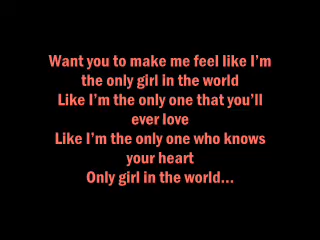 Want you to make me feel like I'm
the only girl in the world
Like I'm the only one that you'll
ever love
Like I'm the only one who knows
your heart
Only girl in the world...